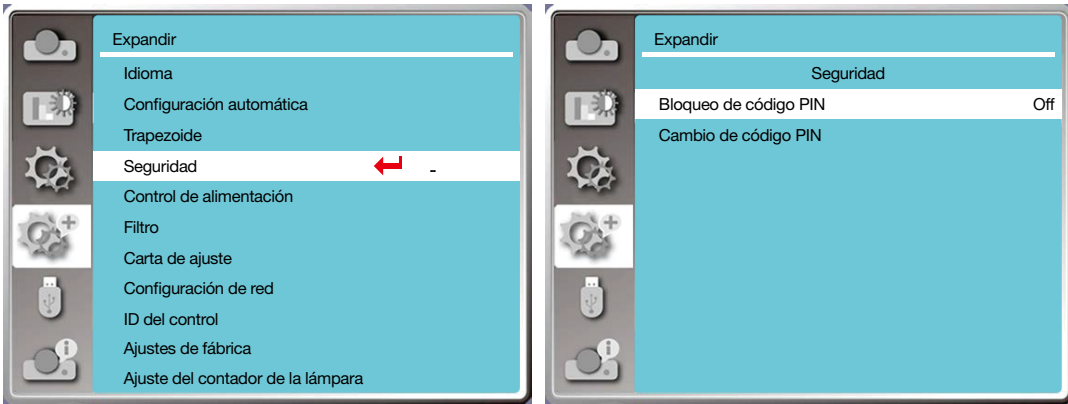 Expandir
Idioma
Configuración automática
Trapezoide
Seguridad -
Control de alimentación
Filtro
Carta de ajuste
Configuración de red
ID del control
Ajustes de fábrica
Ajuste del contador de la lámpara
Expandir
Seguridad
Bloqueo de código PIN Off
Cambio de código PIN